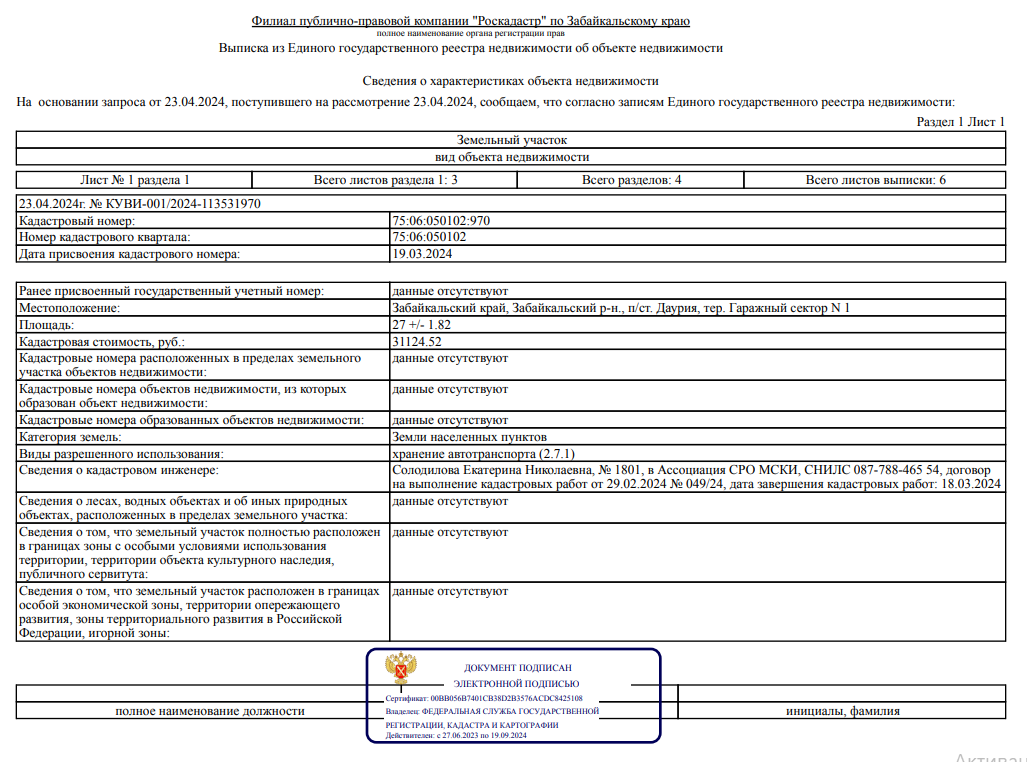 Филиал публично-правовой компании "Роскадастр" по Забайкальскому краю
полное наименование органа регистрации прав
Выписка из Единого государственного реестра недвижимости об объекте недвижимости
Сведения о характеристиках объекта недвижимости
На основании запроса от 23.04.2024, поступившего на рассмотрение 23.04.2024, сообщаем, что согласно записям Единого государственного реестра недвижимости:
Раздел 1 Лист 1
Земельный участок
вид объекта недвижимости
Лист № 1 раздела 1 Всего листов раздела 1: 3 Всего разделов: 4 Всего листов выписки: 6
23.04.2024г. № КУВИ-001/2024-113531970
Кадастровый номер: 75:06:050102:970
Номер кадастрового квартала: 75:06:050102
Дата присвоения кадастрового номера: 19.03.2024
Ранее присвоенный государственный учетный номер: данные отсутствуют
Местоположение: Забайкальский край, Забайкальский р-н., п/ст. Даурия, тер. Гаражный сектор N 1
Площадь: 27 +/- 1.82
Кадастровая стоимость, руб.: 31124.52
Кадастровые номера расположенных в пределах земельного данные отсутствуют
участка объектов недвижимости:
Кадастровые номера объектов недвижимости, из которых данные отсутствуют
образован объект недвижимости:
Кадастровые номера образованных объектов недвижимости: данные отсутствуют
Категория земель: Земли населенных пунктов
Виды разрешенного использования: хранение автотранспорта (2.7.1)
Сведения о кадастровом инженере: Солодилова Екатерина Николаевна, № 1801, в Ассоциация СРО МСКИ, СНИЛС 087-788-465 54, договор
на выполнение кадастровых работ от 29.02.2024 № 049/24, дата завершения кадастровых работ: 18.03.2024
Сведения о лесах, водных объектах и об иных природных данные отсутствуют
объектах, расположенных в пределах земельного участка:
Сведения о том, что земельный участок полностью расположен данные отсутствуют
в границах зоны с особыми условиями использования
территории, территории объекта культурного наследия,
публичного сервитута:
Сведения о том, что земельный участок расположен в границах данные отсутствуют
особой экономической зоны, территории опережающего
развития, зоны территориального развития в Российской
Федерации, игорной зоны:
ДОКУМЕНТ ПОДПИСАН
ЭЛЕКТРОННОЙ ПОДПИСЬЮ
Сертификат: 00BB056B7401CB38D2B3576ACDC8425108
Владелец: ФЕДЕРАЛЬНАЯ СЛУЖБА ГОСУДАРСТВЕННОЙ
РЕГИСТРАЦИИ, КАДАСТРА И КАРТОГРАФИИ
Действителен: с 27.06.2023 по 19.09.2024
полное наименование должности инициалы, фамилия